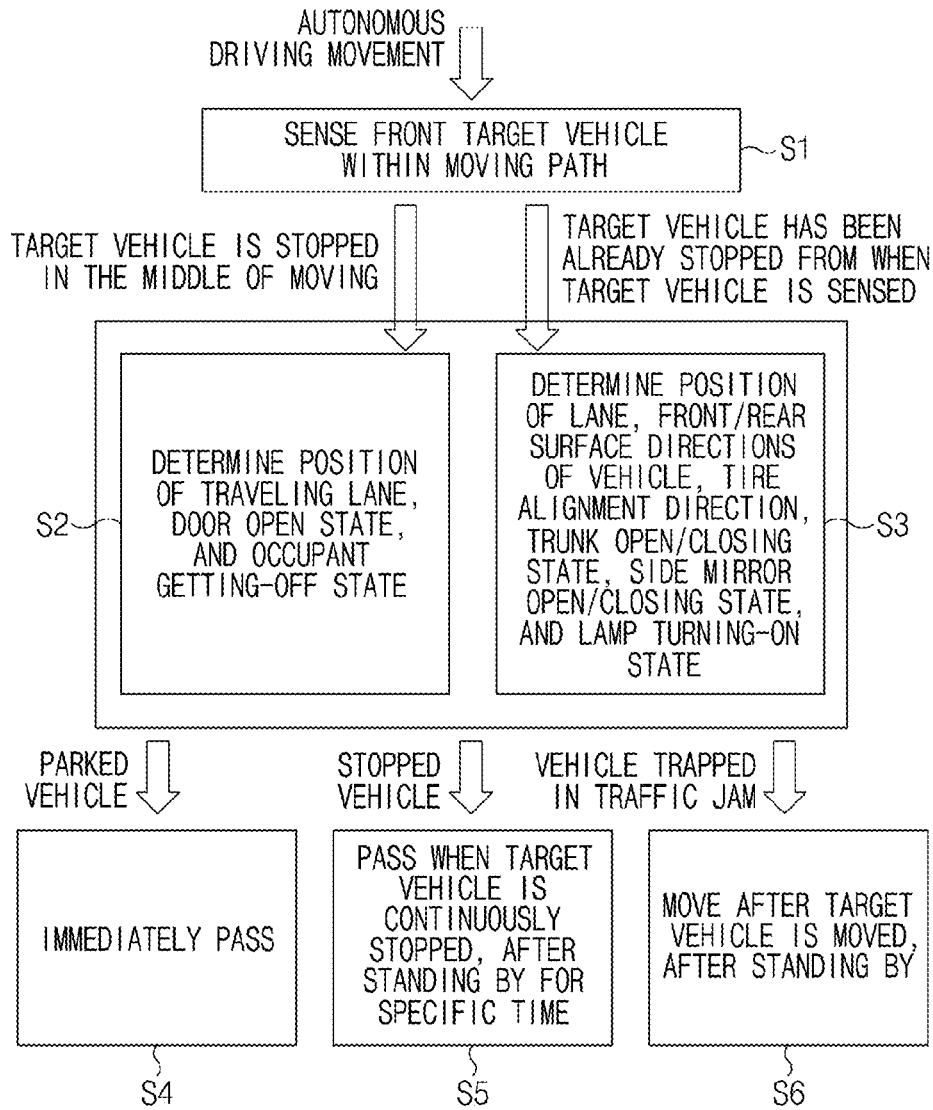 AUTONOMOUS
DRIVING MOVEMENT
SENSE FRONT TARGET VEHICLE
WITHIN MOVING PATH
S1
TARGET VEHICLE IS STOPPED
IN THE MIDDLE OF MOVING
TARGET VEHICLE HAS BEEN
ALREADY STOPPED FROM WHEN
TARGET VEHICLE IS SENSED
DETERMINE POSITION
OF TRAVELING LANE,
DOOR OPEN STATE,
AND OCCUPANT
GETTING-OFF STATE
S2
DETERMINE POSITION
OF LANE, FRONT/REAR
SURFACE DIRECTIONS
OF VEHICLE, TIRE
ALIGNMENT DIRECTION,
TRUNK OPEN/CLOSING
STATE, SIDE MIRROR
OPEN/CLOSING STATE,
AND LAMP TURNING-ON
STATE
S3
PARKED
VEHICLE
STOPPED
VEHICLE
VEHICLE TRAPPED
IN TRAFFIC JAM
IMMEDIATELY PASS
PASS WHEN TARGET
VEHICLE IS
CONTINUOUSLY
STOPPED, AFTER
STANDING BY FOR
SPECIFIC TIME
MOVE AFTER TARGET
VEHICLE IS MOVED,
AFTER STANDING BY
S4
S5
S6